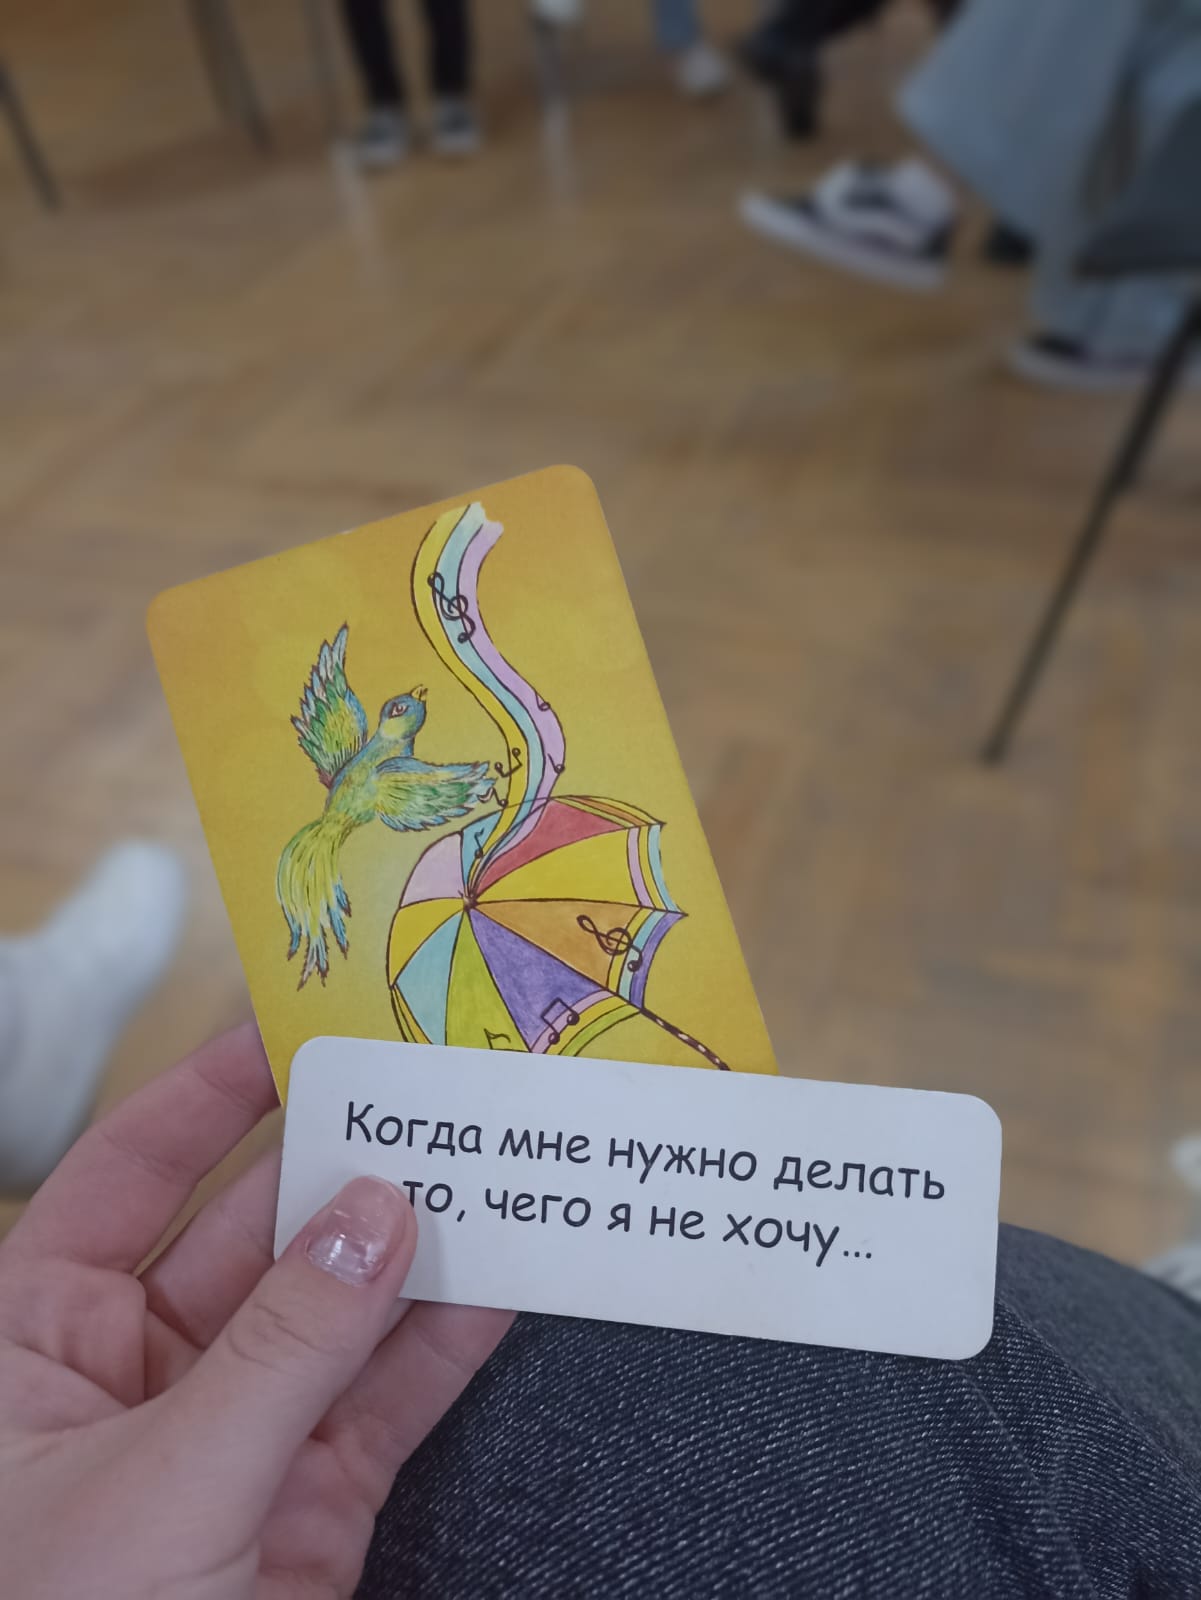 Когда мне нужно делать
то, чего я не хочу...